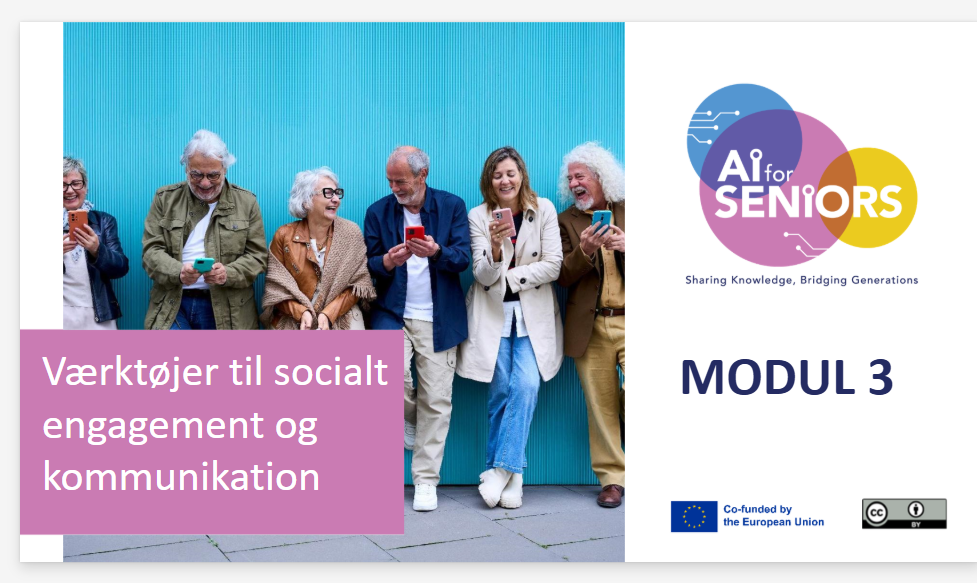 Værktøjer til socialt
engagement og
kommunikation
Ai for
SENiORS
Sharing Knowledge, Bridging Generations
MODUL 3
Co-funded by
the European Union
cc
BY